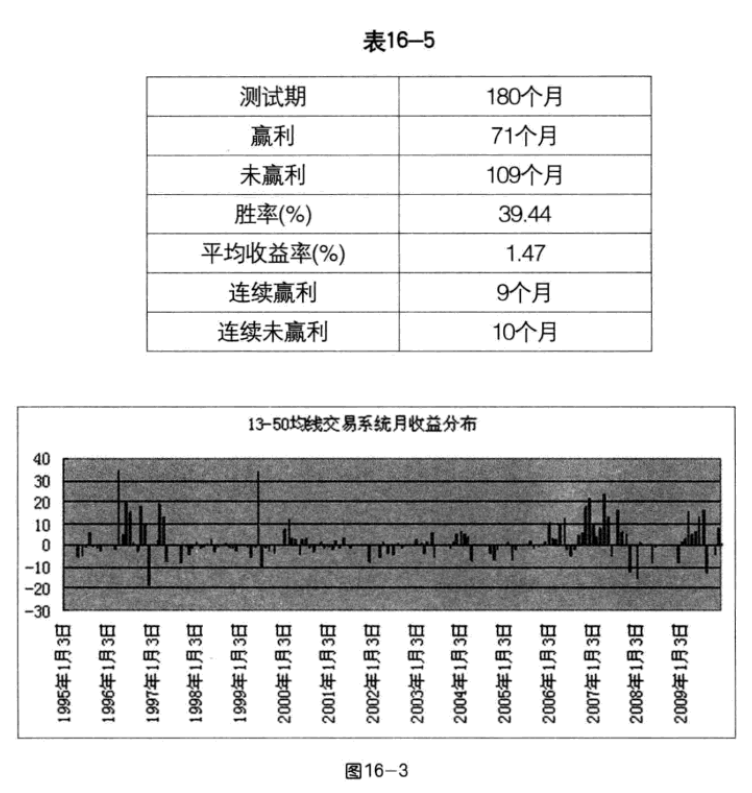 表16—5
测试期 180个月
赢利 71个月
未赢利 109个月
胜率(%) 39.44
平均收益率(%) 1.47
连续赢利 9个月
连续未赢利 10个月
13-50均线交易系统月收益分布
40
30
20
10
0
-10
-20
-30
1995年1月3日
1996年1月3日
1997年1月3日
1998年1月3日
1999年1月3日
2000年1月3日
2001年1月3日
2002年1月3日
2003年1月3日
2004年1月3日
2005年1月3日
2006年1月3日
2007年1月3日
2008年1月3日
2009年1月3日
图16—3